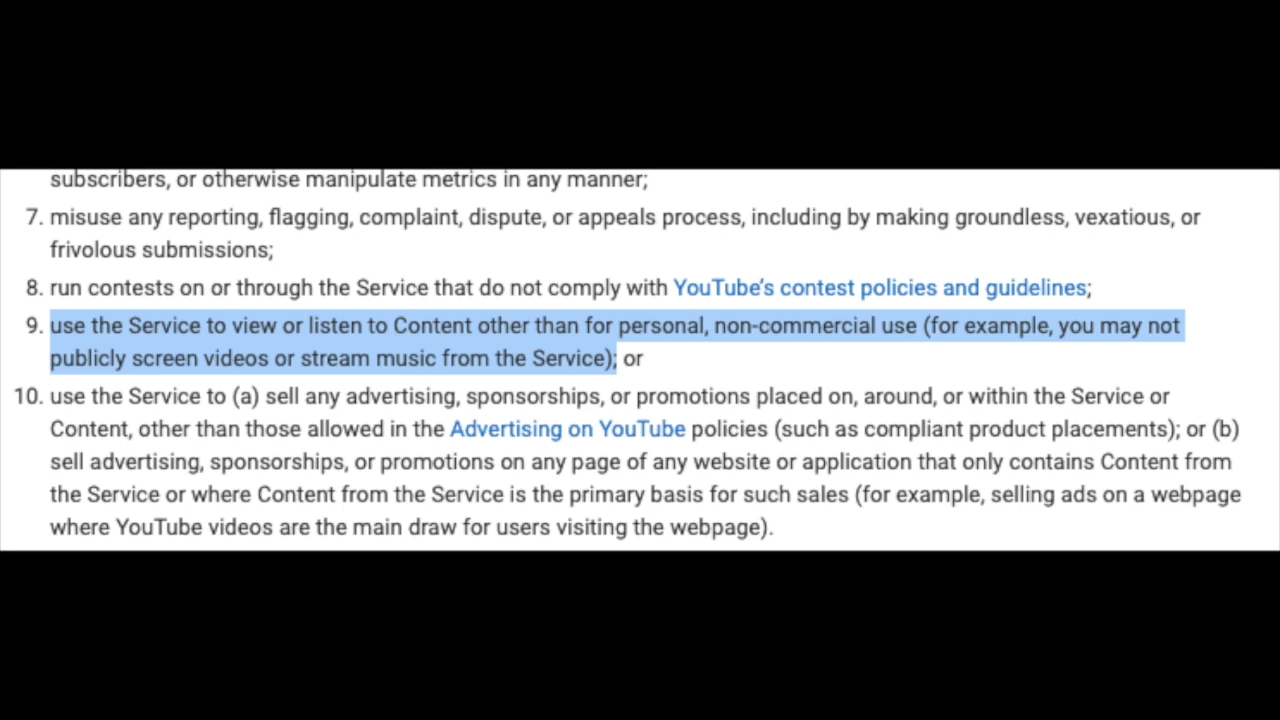 subscribers, or otherwise manipulate metrics in any manner;
7. misuse any reporting, flagging, complaint, dispute, or appeals process, including by making groundless, vexatious, or
frivolous submissions;
8. run contests on or through the Service that do not comply with YouTube’s contest policies and guidelines;
9. use the Service to view or listen to Content other than for personal, non-commercial use (for example, you may not
publicly screen videos or stream music from the Service); or
10. use the Service to (a) sell any advertising, sponsorships, or promotions placed on, around, or within the Service or
Content, other than those allowed in the Advertising on YouTube policies (such as compliant product placements); or (b)
sell advertising, sponsorships, or promotions on any page of any website or application that only contains Content from
the Service or where Content from the Service is the primary basis for such sales (for example, selling ads on a webpage
where YouTube videos are the main draw for users visiting the webpage).